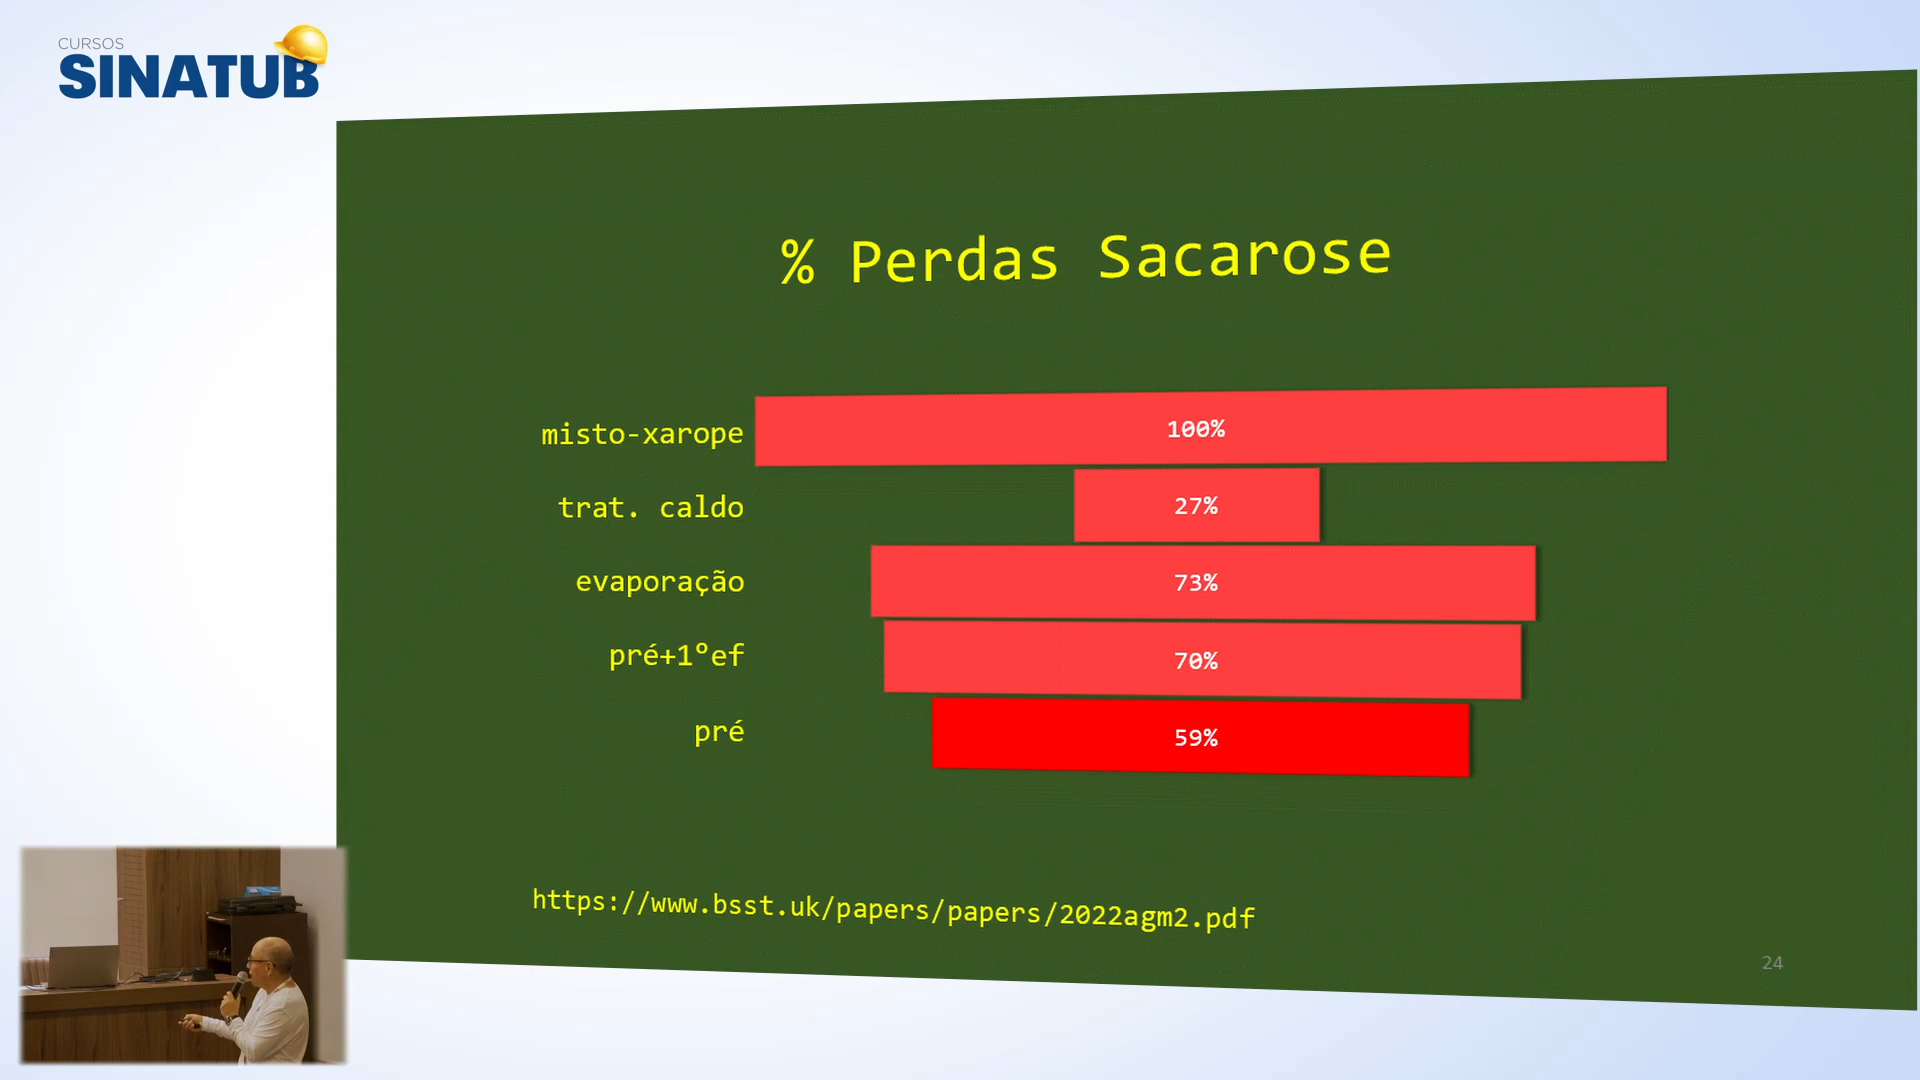 CURSOS
SINATUB
% Perdas Sacarose
misto-xarope 100%
trat. caldo 27%
evaporação 73%
pré+1ºef 70%
pré 59%
https://www.bsst.uk/papers/papers/2022agm2.pdf
24